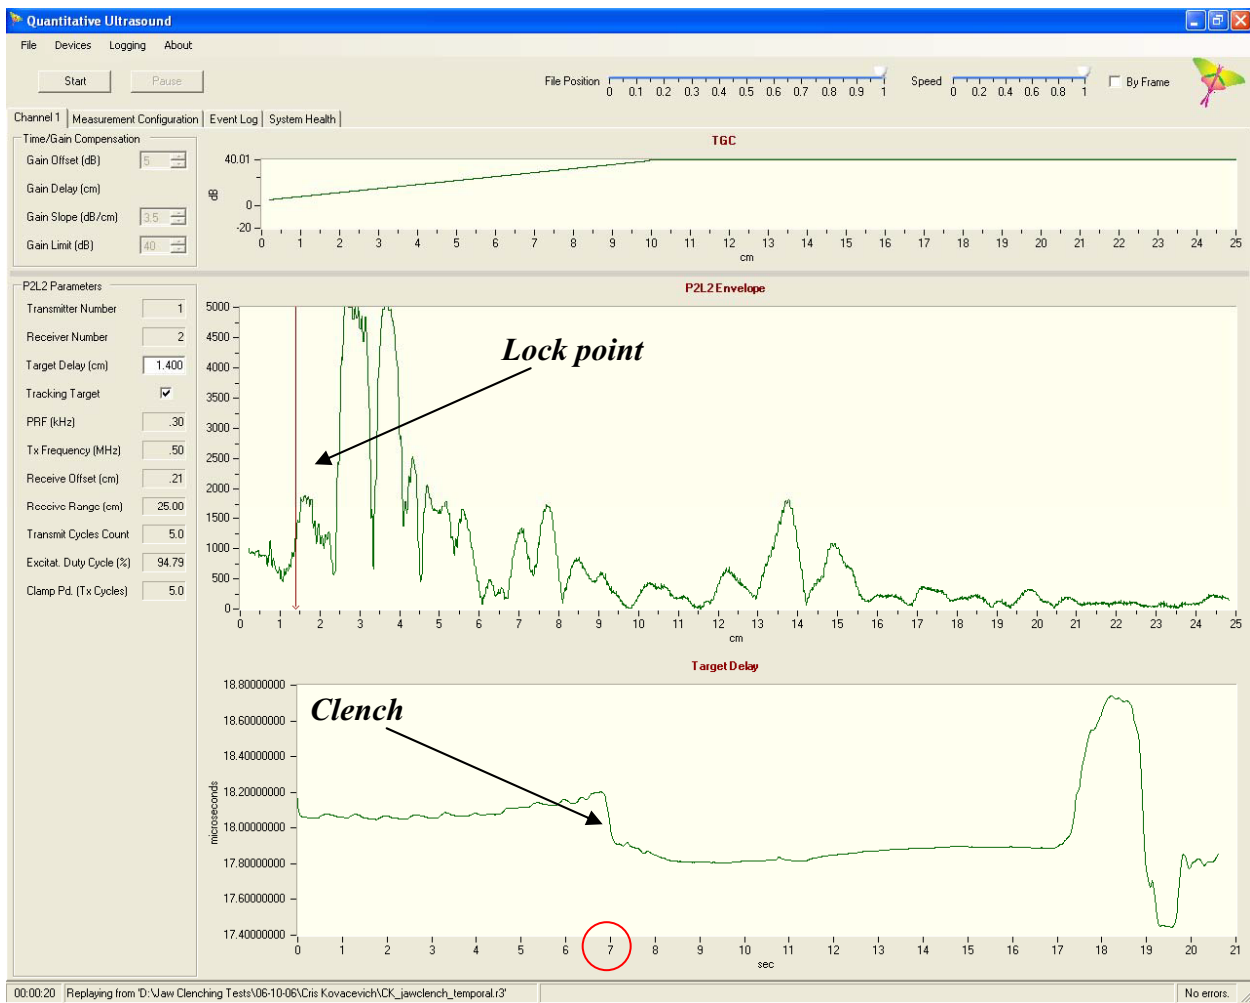 Quantitative Ultrasound
File Devices Logging About
Start Pause File Position 0 0.1 0.2 0.3 0.4 0.5 0.6 0.7 0.8 0.9 1 Speed 0 0.2 0.4 0.6 0.8 1 By Frame
Channel 1 Measurement Configuration Event Log System Health
Time/Gain Compensation
Gain Offset (dB) 5
Gain Delay (cm)
Gain Slope (dB/cm) 3.5
Gain Limit (dB) 40
TGC
40.01
0
-20
dB
0 1 2 3 4 5 6 7 8 9 10 11 12 13 14 15 16 17 18 19 20 21 22 23 24 25
cm
P2L2 Parameters
Transmitter Number 1
Receiver Number 2
Target Delay (cm) 1.400
Tracking Target
PRF (kHz) .30
Tx Frequency (MHz) .50
Receive Offset (cm) .21
Receive Range (cm) 25.00
Transmit Cycles Count 5.0
Excitat. Duty Cycle (%) 94.79
Clamp Pd. (Tx Cycles) 5.0
P2L2 Envelope
5000
4500
4000
3500
3000
2500
2000
1500
1000
500
0
Lock point
0 1 2 3 4 5 6 7 8 9 10 11 12 13 14 15 16 17 18 19 20 21 22 23 24 25
cm
Target Delay
18.80000000
18.60000000
18.40000000
18.20000000
18.00000000
17.80000000
17.60000000
17.40000000
microseconds
Clench
0 1 2 3 4 5 6 7 8 9 10 11 12 13 14 15 16 17 18 19 20 21
sec
00:00:20 Replaying from 'D:\Jaw Clenching Tests\06-10-06\Cris Kovacevich\CK_jawclench_temporal.r3' No errors.